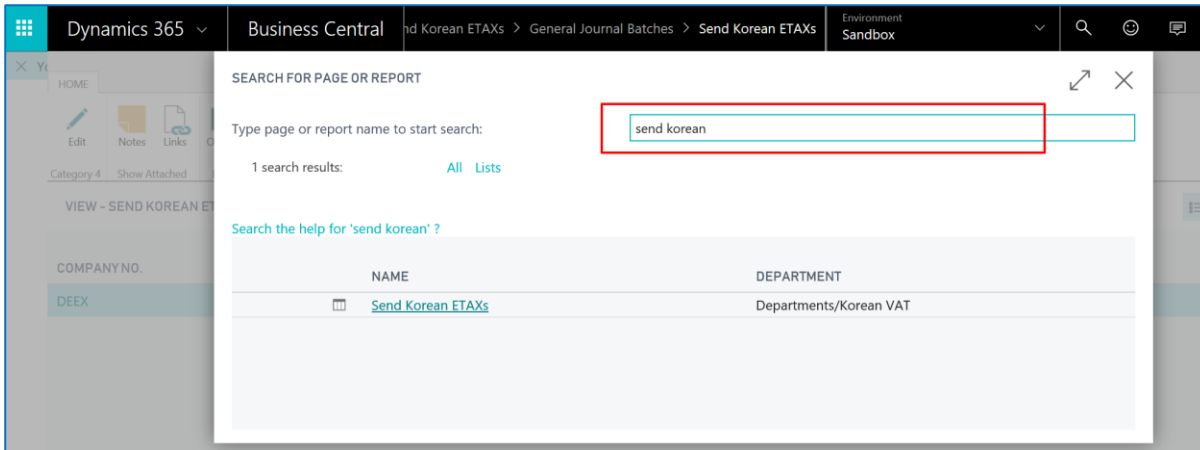 Dynamics 365
Business Central
nd Korean ETAXs > General Journal Batches > Send Korean ETAXs
Environment
Sandbox
HOME
SEARCH FOR PAGE OR REPORT
Edit
Notes
Links
Type page or report name to start search:
send korean
1 search results:
All Lists
Category 4
Show Attached
VIEW - SEND KOREAN ET
Search the help for 'send korean' ?
COMPANY NO.
NAME
DEPARTMENT
DEEX
Send Korean ETAXs
Departments/Korean VAT